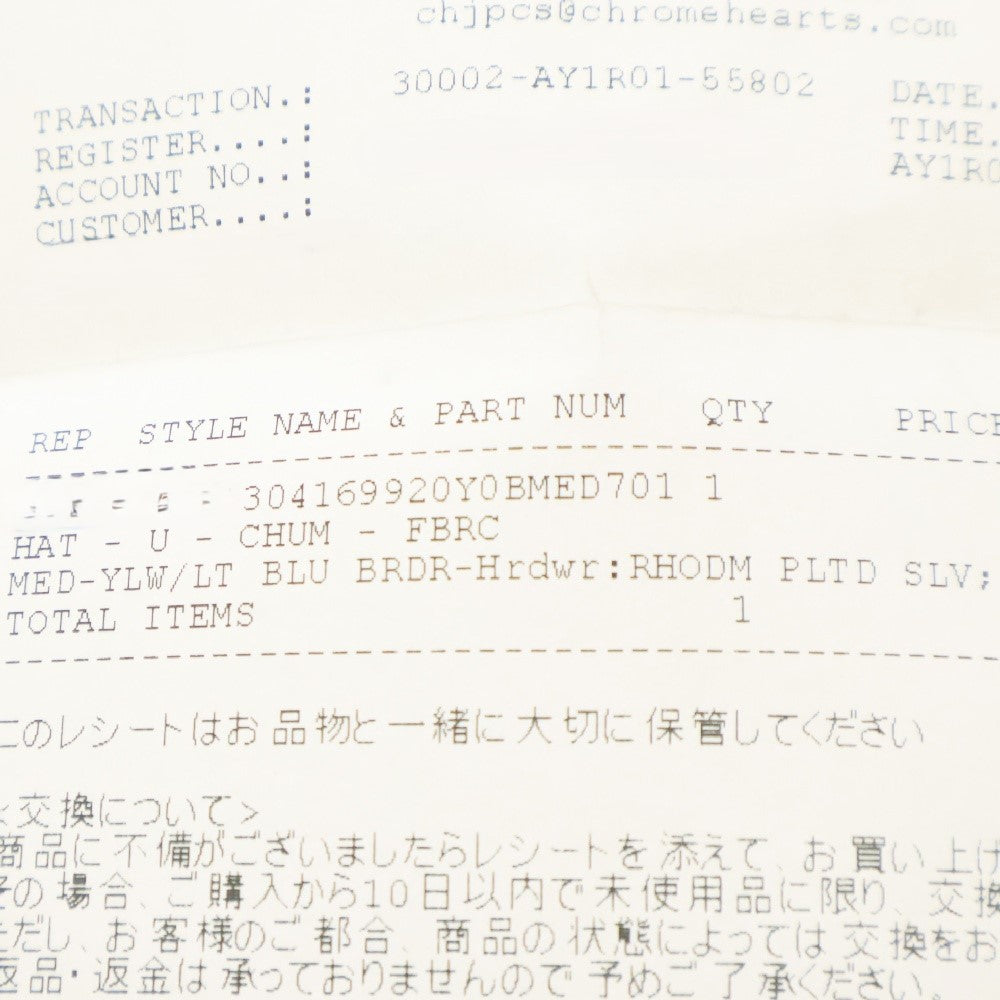 chjpcs@chromehearts.com
TRANSACTION.: 30002-AY1R01-55802 DATE.
REGISTER....: TIME.
ACCOUNT NO..: AY1R0
CUSTOMER....:
REP STYLE NAME & PART NUM QTY PRICE
304169920Y0BMED701 1
HAT - U - CHUM - FBRC
MED-YLW/LT BLU BRDR-Hrdwr:RHODM PLTD SLV;
TOTAL ITEMS 1
このレシートはお品物と一緒に大切に保管してください
<交換について>
商品に不備がございましたらレシートを添えて、お買い上げ
その場合、ご購入から10日以内で未使用品に限り、交換
ただし、お客様のご都合、商品の状態によっては交換をお
返品・返金は承っておりませんので予めご了承ください。